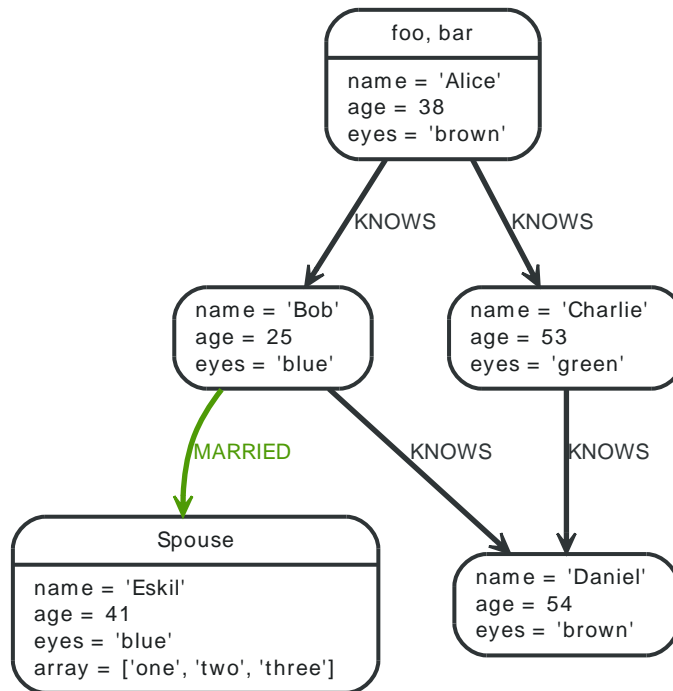 foo, bar
name = 'Alice'
age = 38
eyes = 'brown'
KNOWS
KNOWS
name = 'Bob'
age = 25
eyes = 'blue'
name = 'Charlie'
age = 53
eyes = 'green'
MARRIED
KNOWS
KNOWS
Spouse
name = 'Eskil'
age = 41
eyes = 'blue'
array = ['one', 'two', 'three']
name = 'Daniel'
age = 54
eyes = 'brown'